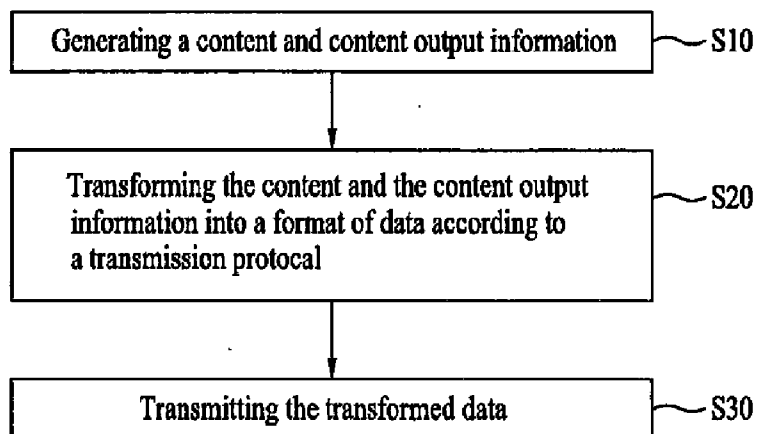 Generating a content and content output information
S10
Transforming the content and the content output
information into a format of data according to
a transmission protocal
S20
Transmitting the transformed data
S30